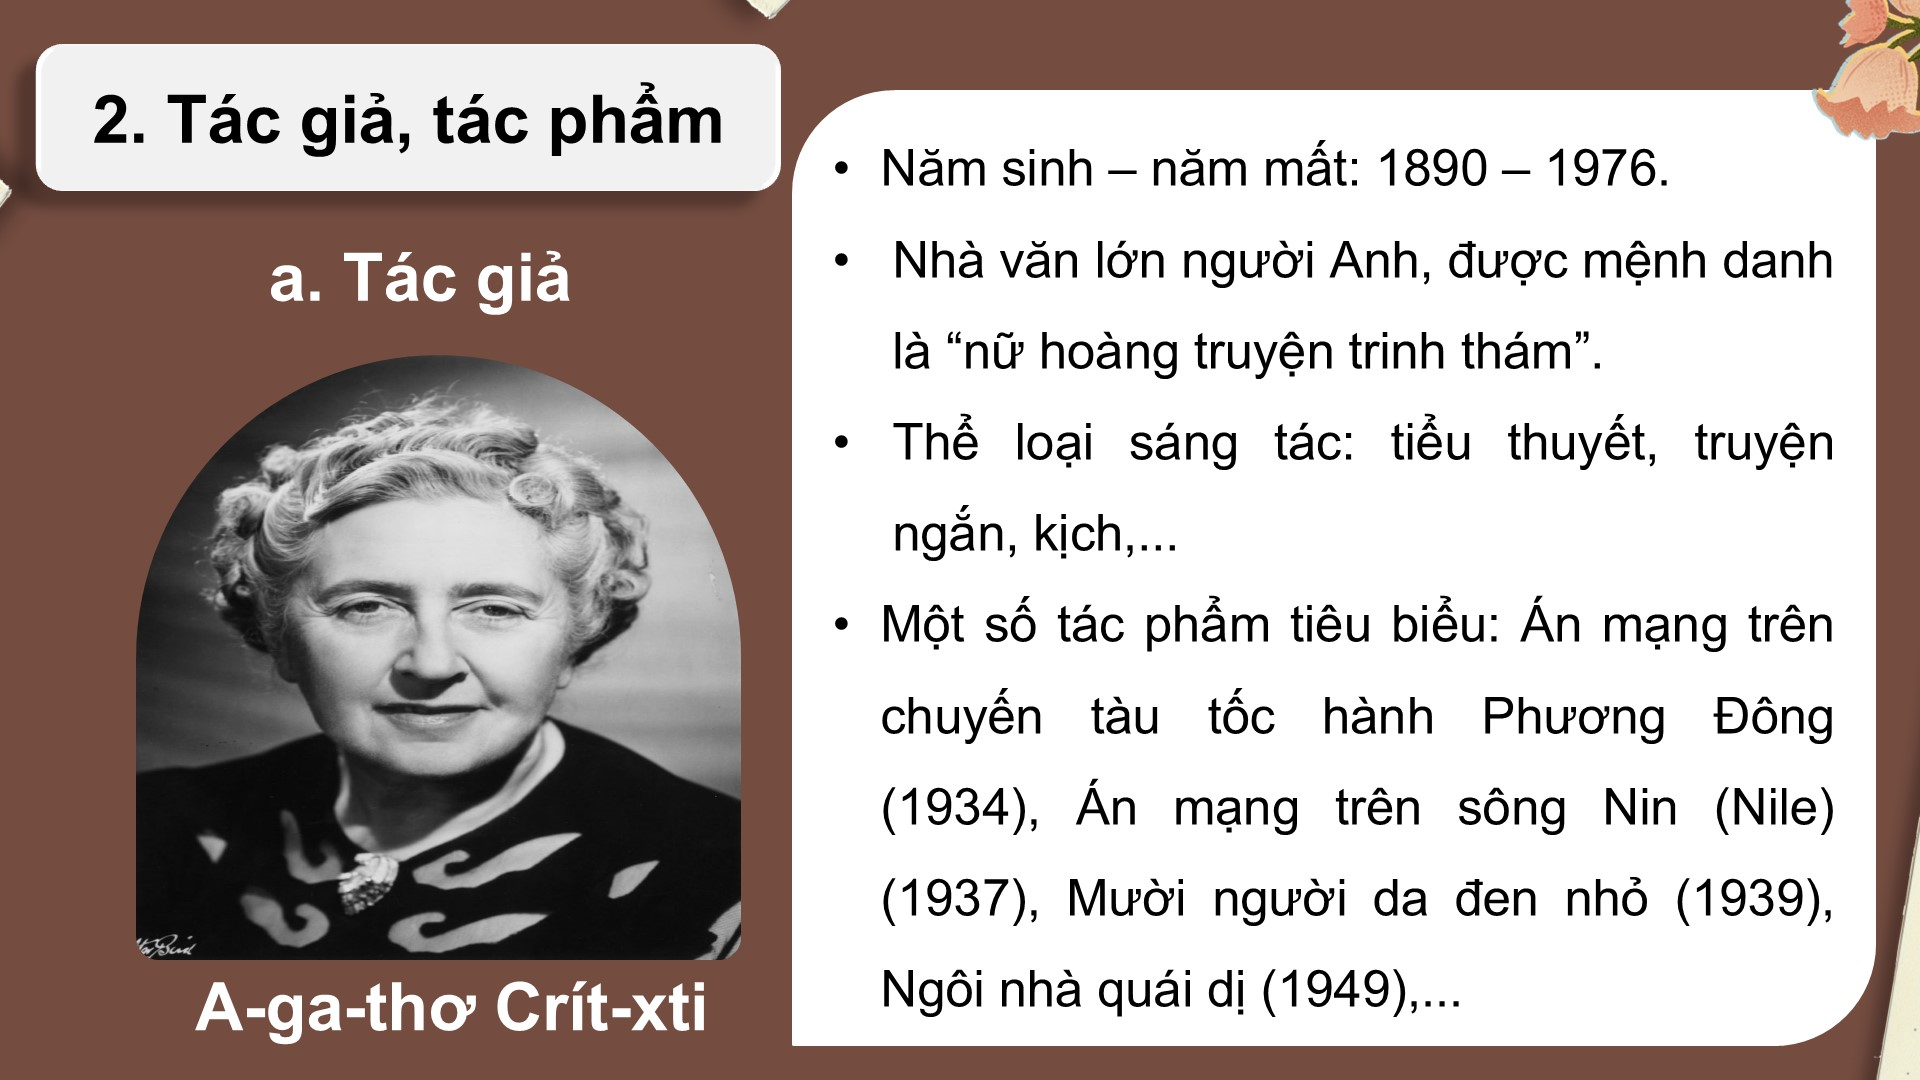 2. Tác giả, tác phẩm
a. Tác giả
A-ga-thơ Crít-xti
• Năm sinh – năm mất: 1890 – 1976.
• Nhà văn lớn người Anh, được mệnh danh
là “nữ hoàng truyện trinh thám”.
• Thể loại sáng tác: tiểu thuyết, truyện
ngắn, kịch,...
• Một số tác phẩm tiêu biểu: Án mạng trên
chuyến tàu tốc hành Phương Đông
(1934), Án mạng trên sông Nin (Nile)
(1937), Mười người da đen nhỏ (1939),
Ngôi nhà quái dị (1949),...